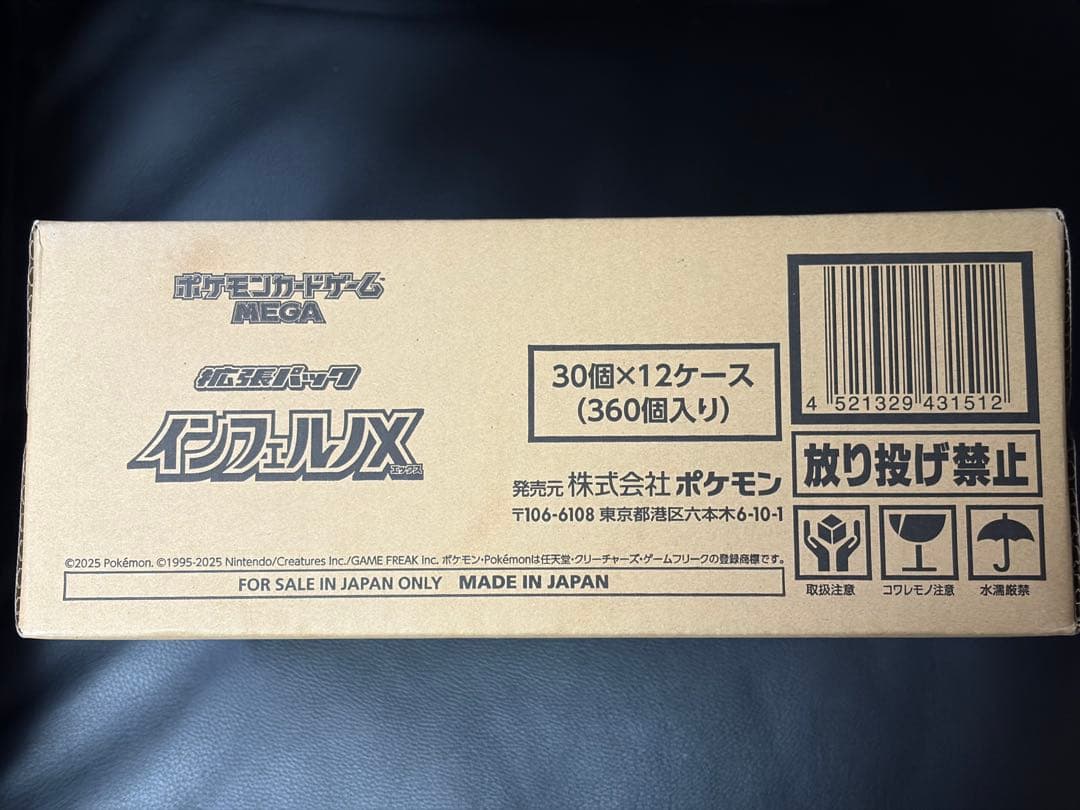 ポケモンカードゲーム
MEGA
拡張パック
インフェルノX
エックス
30個×12ケース
(360個入り)
発売元 株式会社 ポケモン
〒106-6108 東京都港区六本木6-10-1
©2025 Pokémon. ©1995-2025 Nintendo/Creatures Inc./GAME FREAK inc. ポケモン・Pokémonは任天堂・クリーチャーズ・ゲームフリークの登録商標です。
FOR SALE IN JAPAN ONLY MADE IN JAPAN
4 521329 431512
放り投げ禁止
取扱注意 コワレモノ注意 水濡厳禁